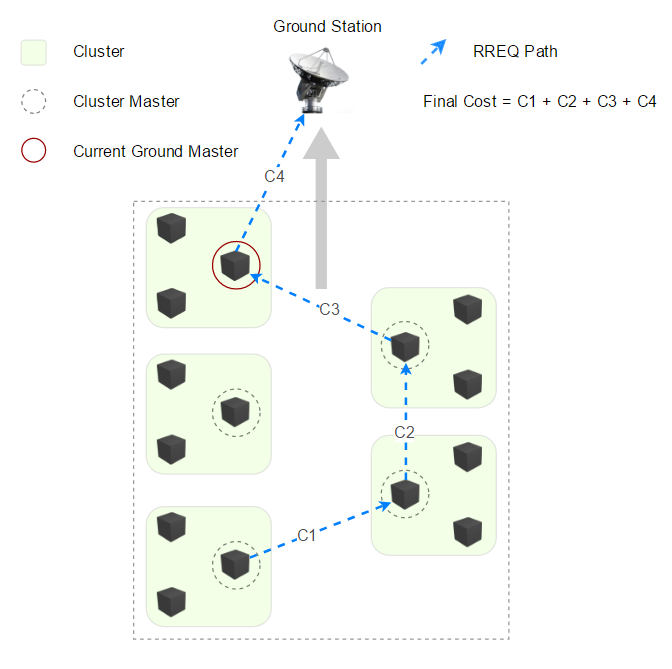 Ground Station
Cluster
RREQ Path
Cluster Master
Final Cost = C1 + C2 + C3 + C4
Current Ground Master
C4
C3
C2
C1